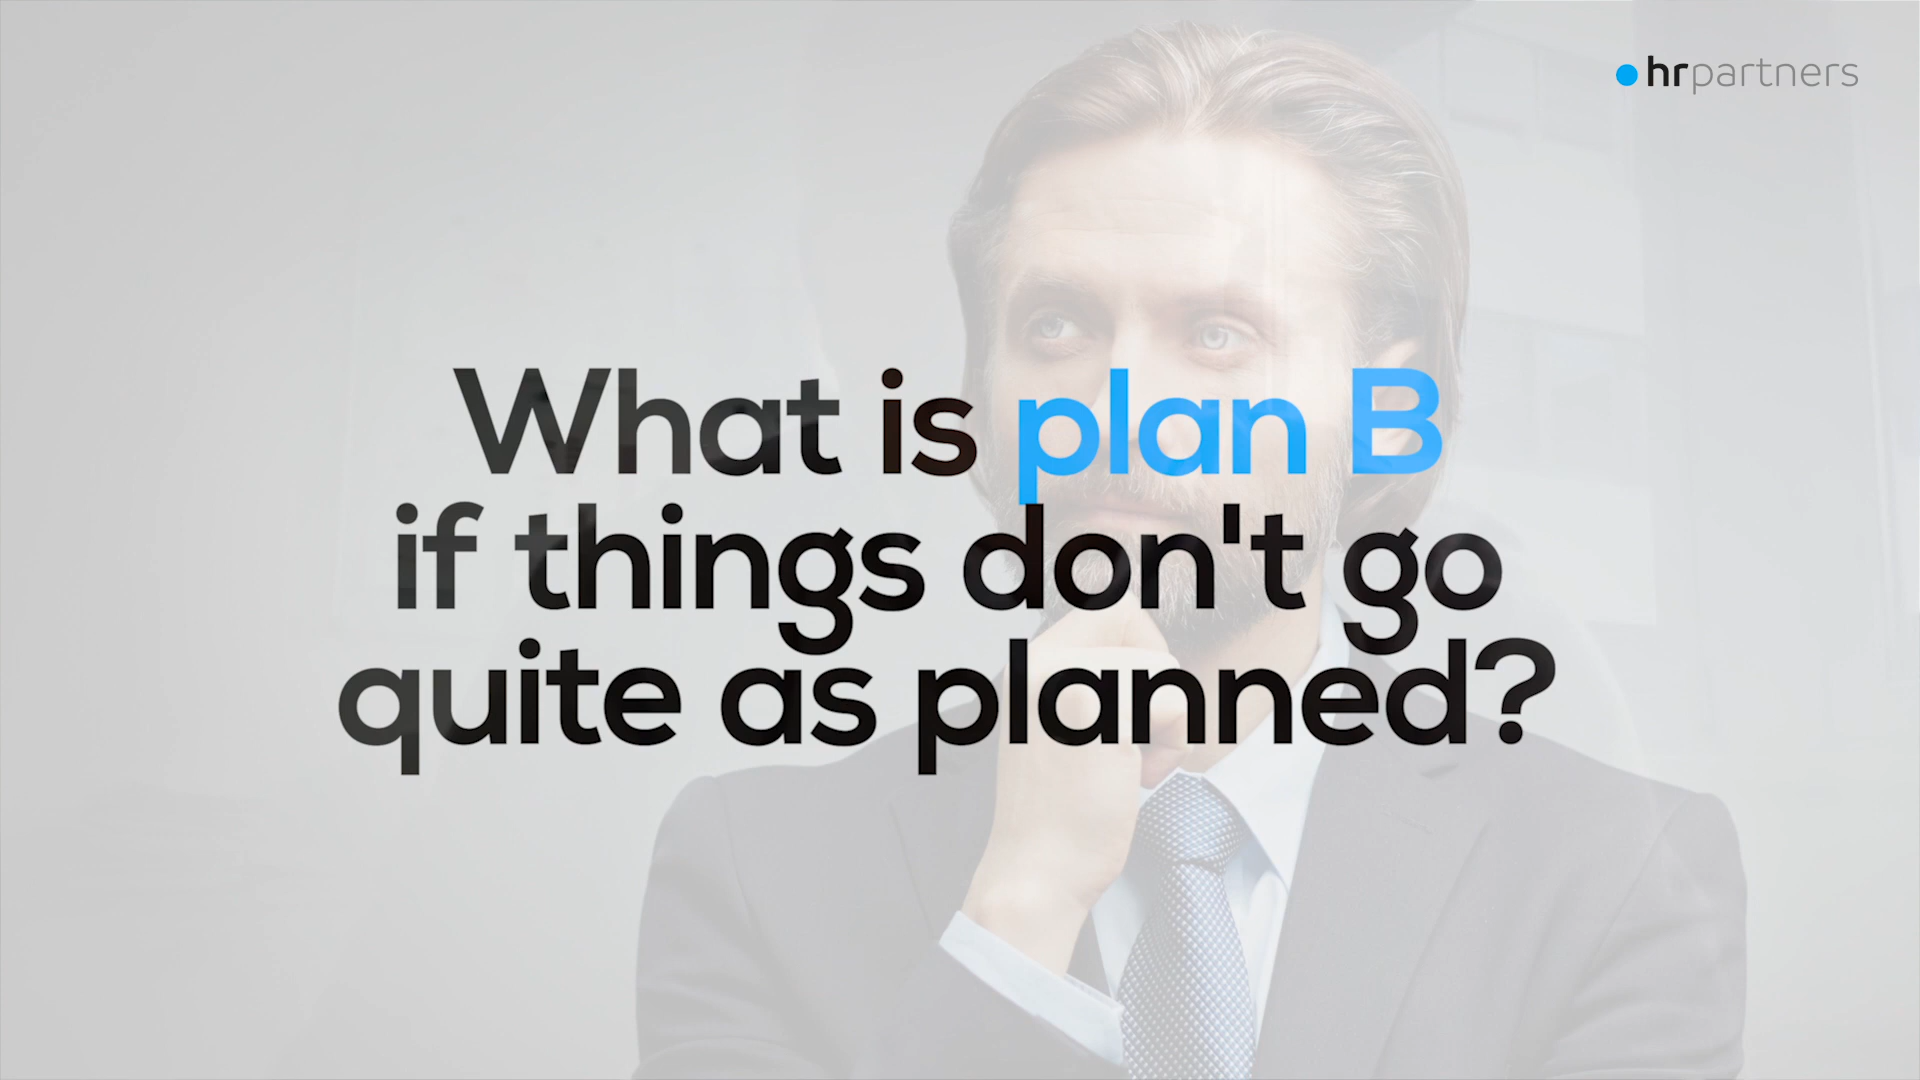 hrpartners
What is plan B
if things don't go
quite as planned?